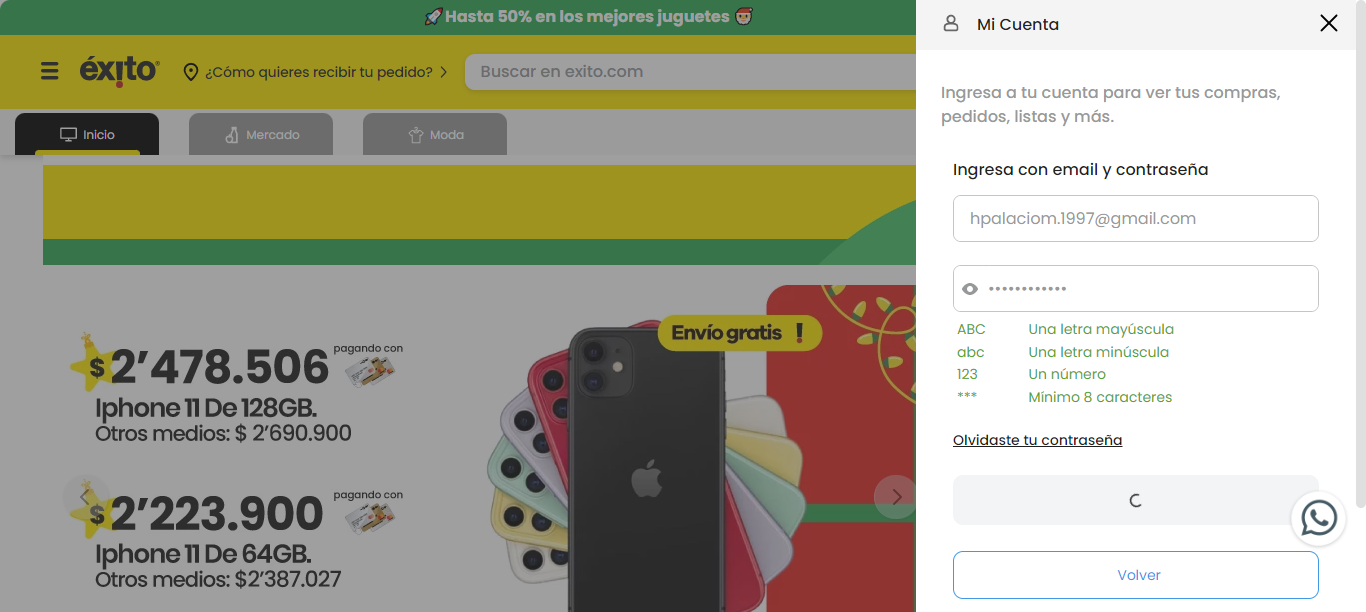 🚀 Hasta 50% en los mejores juguetes 🎅
Mi Cuenta
éxito
¿Cómo quieres recibir tu pedido?
Buscar en exito.com
Inicio
Mercado
Moda
Ingresa a tu cuenta para ver tus compras,
pedidos, listas y más.
Ingresa con email y contraseña
hpalaciom.1997@gmail.com
••••••••••••
ABC Una letra mayúscula
abc Una letra minúscula
123 Un número
*** Mínimo 8 caracteres
Olvidaste tu contraseña
Volver
Envío gratis !
$2’478.506
pagando con
Iphone 11 De 128GB.
Otros medios: $ 2’690.900
$2’223.900
pagando con
Iphone 11 De 64GB.
Otros medios: $2’387.027